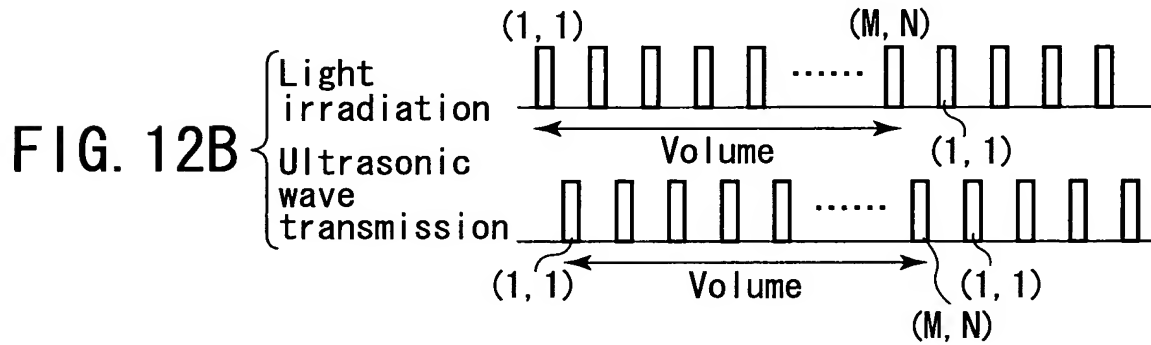 FIG. 12B
Light
irradiation
(1, 1)
(M, N)
......
Volume
(1, 1)
Ultrasonic
wave
transmission
......
(1, 1)
Volume
(M, N)
(1, 1)